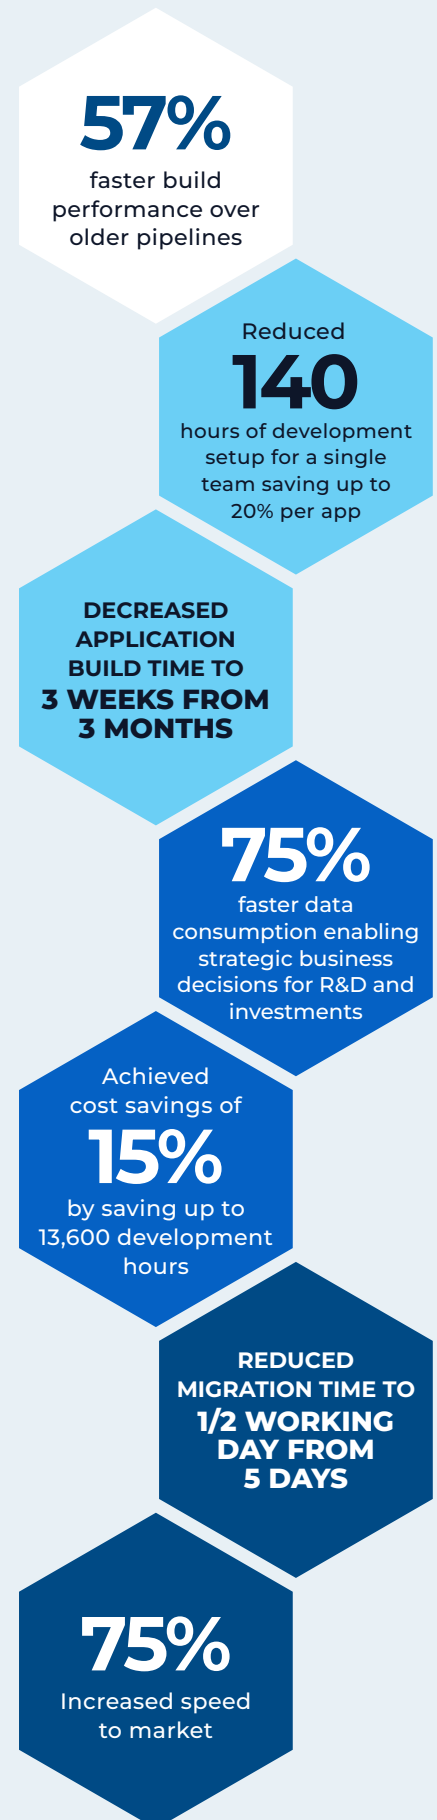 57%
faster build
performance over
older pipelines
Reduced
140
hours of development
setup for a single
team saving up to
20% per app
DECREASED
APPLICATION
BUILD TIME TO
3 WEEKS FROM
3 MONTHS
75%
faster data
consumption enabling
strategic business
decisions for R&D and
investments
Achieved
cost savings of
15%
by saving up to
13,600 development
hours
REDUCED
MIGRATION TIME TO
1/2 WORKING
DAY FROM
5 DAYS
75%
Increased speed
to market